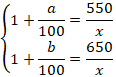 1 + a/100 = 550/x
1 + b/100 = 650/x